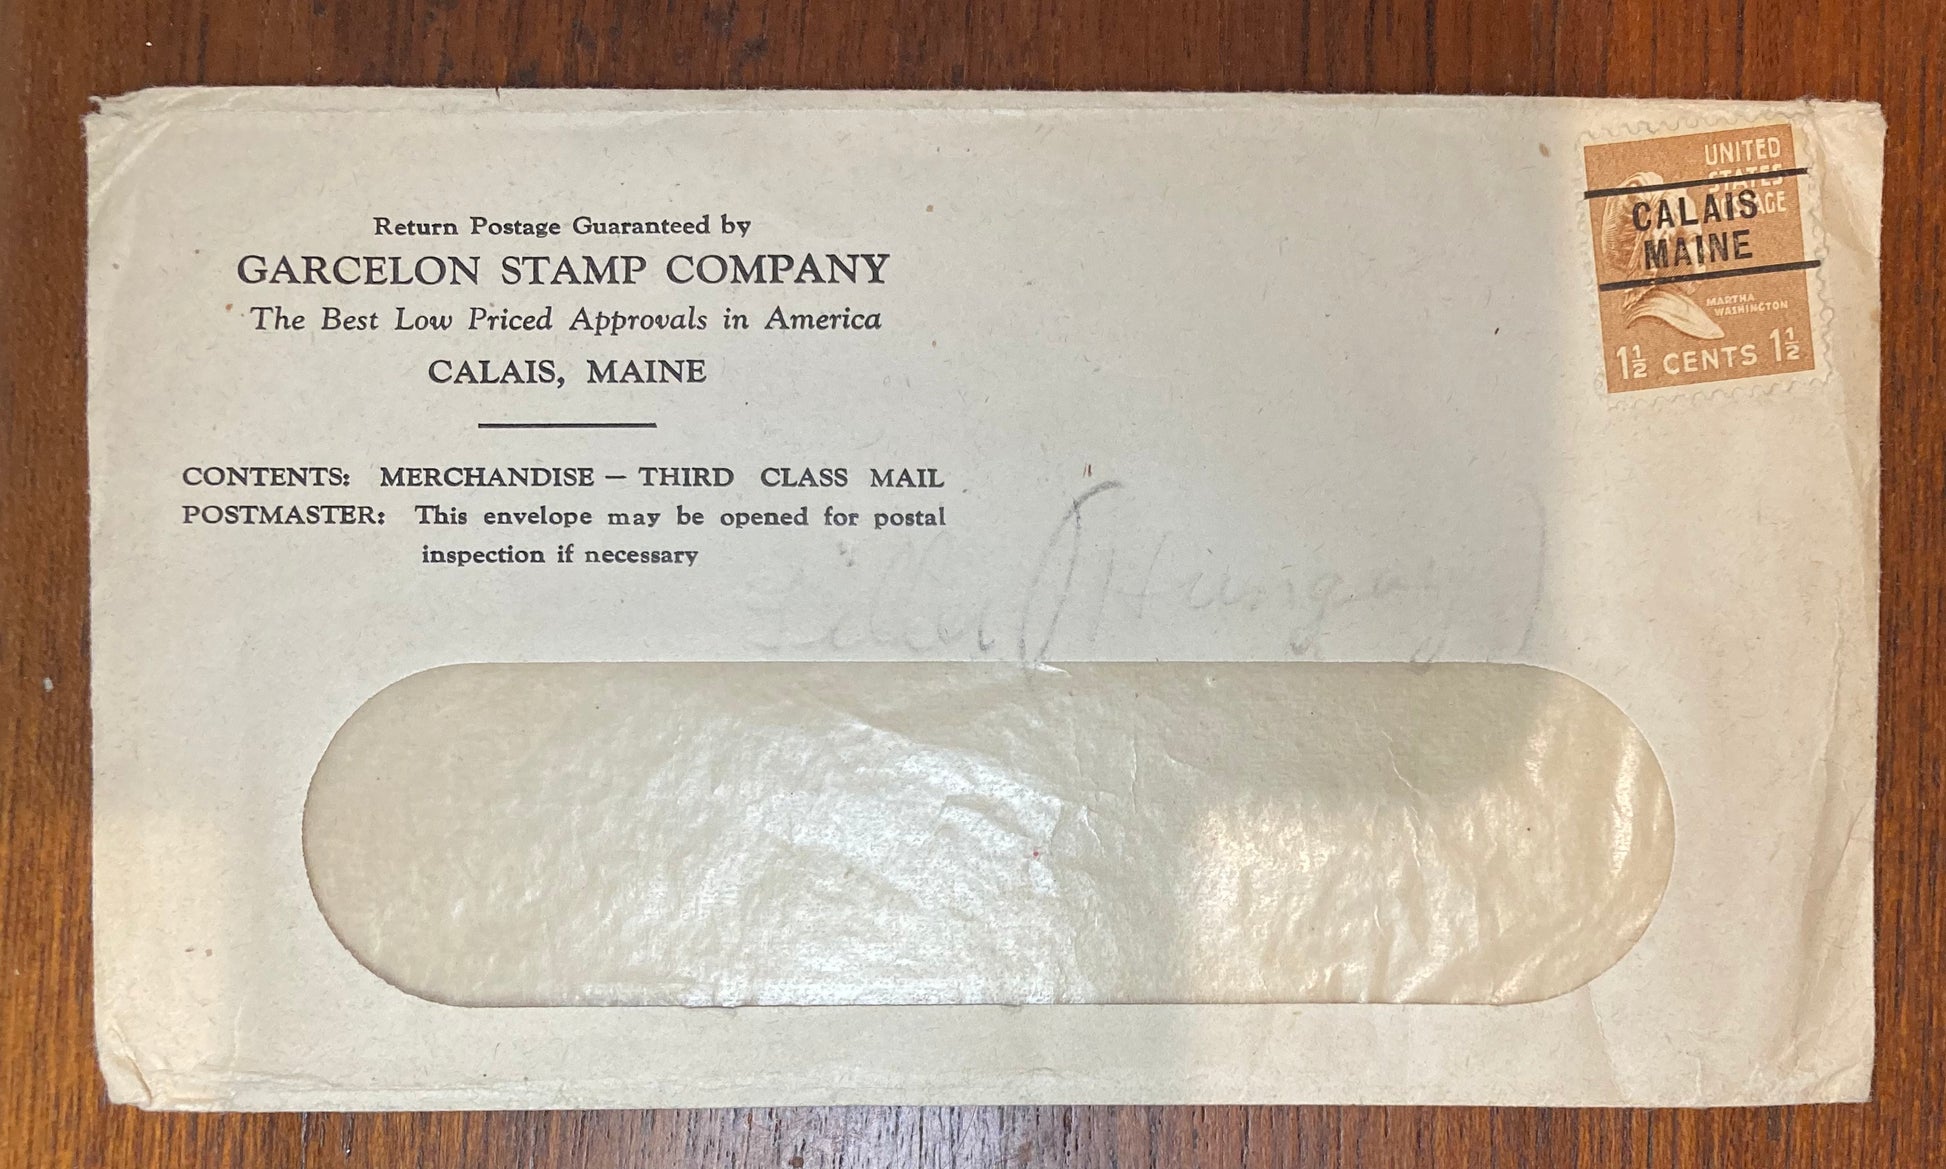 Return Postage Guaranteed by
GARCELON STAMP COMPANY
The Best Low Priced Approvals in America
CALAIS, MAINE
CONTENTS: MERCHANDISE — THIRD CLASS MAIL
POSTMASTER: This envelope may be opened for postal
inspection if necessary
UNITED
STATES
CALAIS
MAINE
MARTHA
WASHINGTON
1½ CENTS 1½
(Hungary)